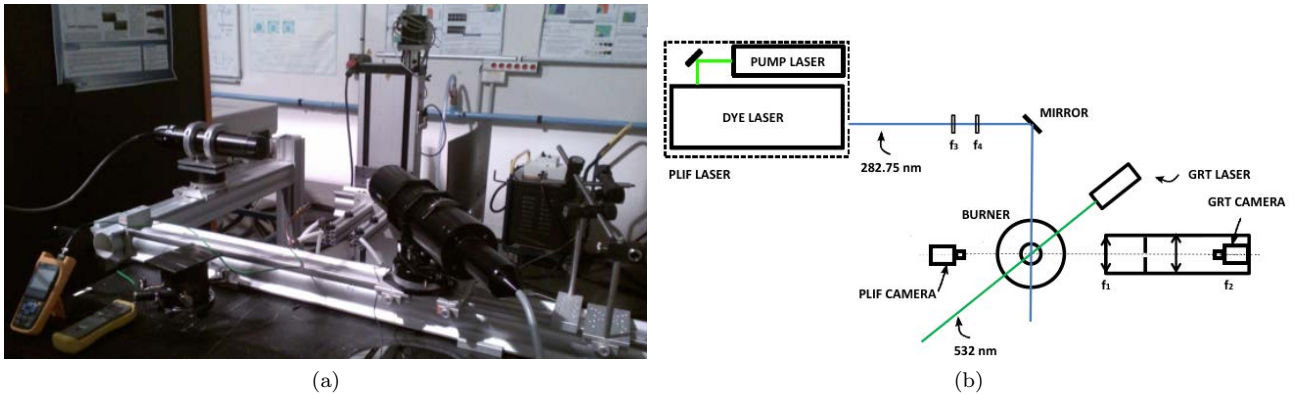 PUMP LASER
DYE LASER
PLIF LASER
282.75 nm
f3
f4
MIRROR
GRT LASER
GRT CAMERA
BURNER
PLIF CAMERA
f1
f2
532 nm
(a)
(b)